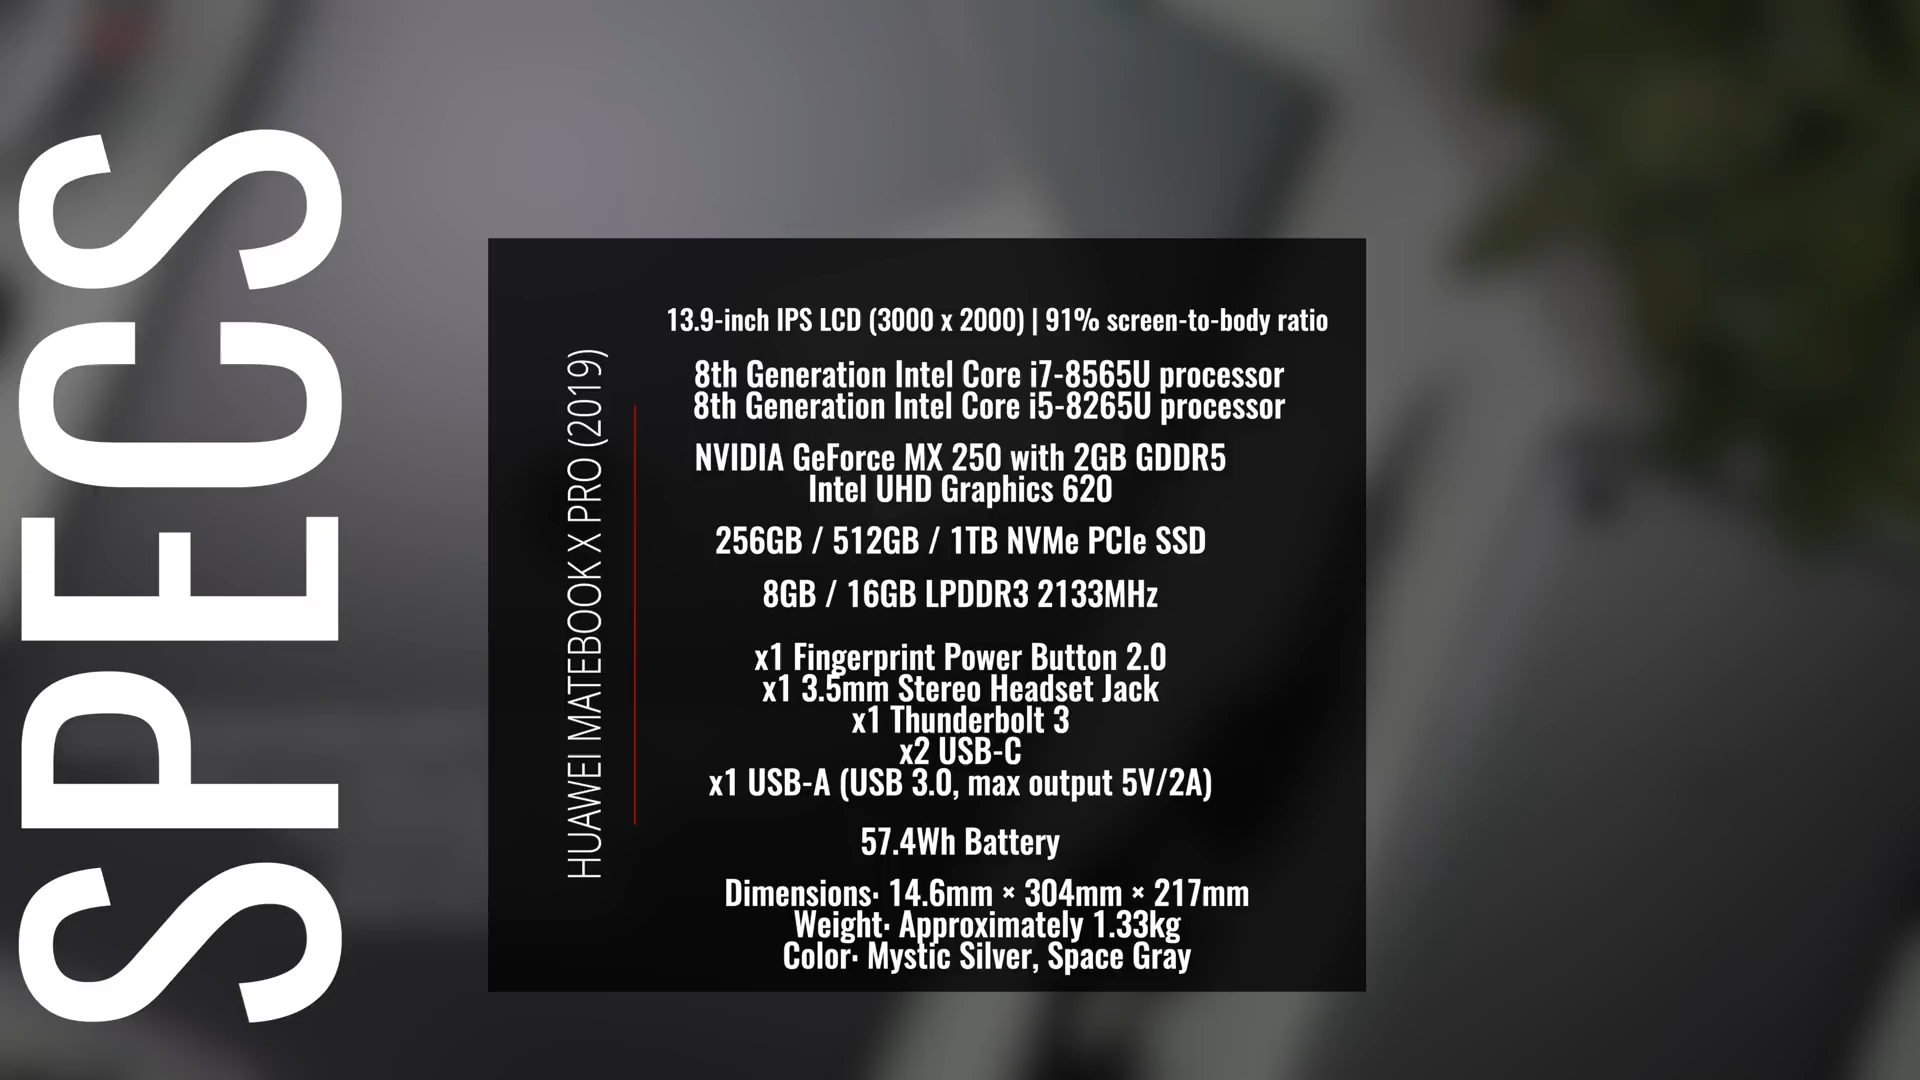 SPECS
HUAWEI MATEBOOK X PRO (2019)
13.9-inch IPS LCD (3000 x 2000) | 91% screen-to-body ratio
8th Generation Intel Core i7-8565U processor
8th Generation Intel Core i5-8265U processor
NVIDIA GeForce MX 250 with 2GB GDDR5
Intel UHD Graphics 620
256GB / 512GB / 1TB NVMe PCIe SSD
8GB / 16GB LPDDR3 2133MHz
x1 Fingerprint Power Button 2.0
x1 3.5mm Stereo Headset Jack
x1 Thunderbolt 3
x2 USB-C
x1 USB-A (USB 3.0, max output 5V/2A)
57.4Wh Battery
Dimensions: 14.6mm × 304mm × 217mm
Weight: Approximately 1.33kg
Color: Mystic Silver, Space Gray